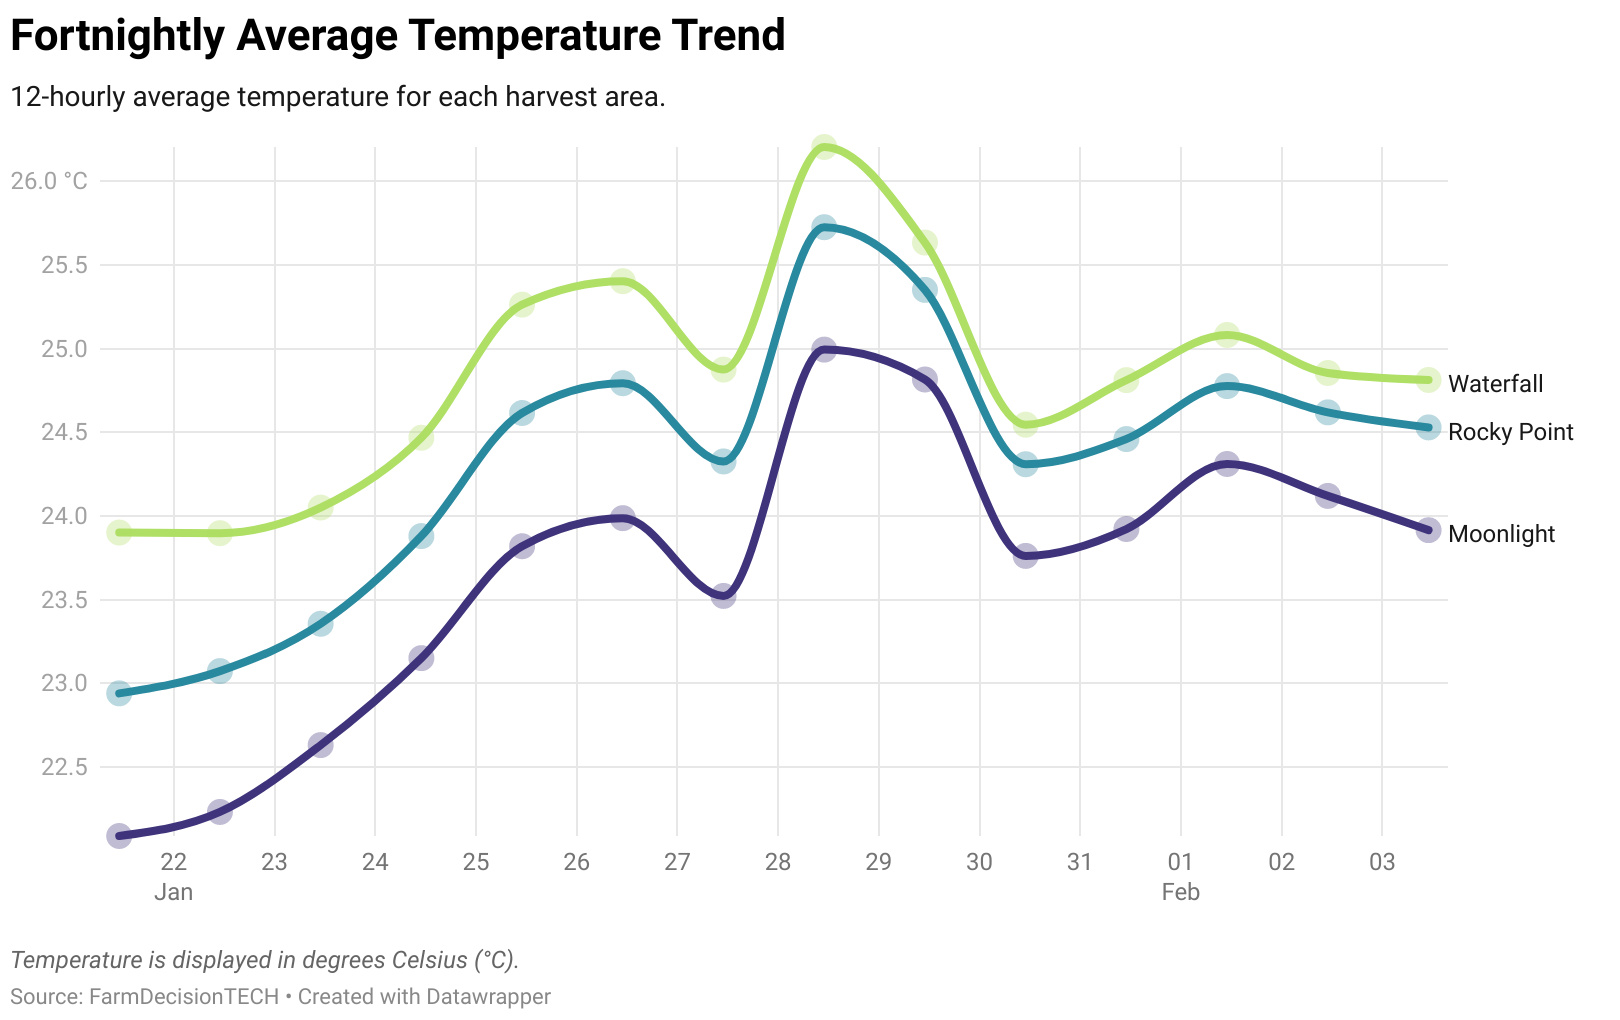 Fortnightly Average Temperature Trend
12-hourly average temperature for each harvest area.
26.0 °C
25.5
25.0
24.5
24.0
23.5
23.0
22.5
Waterfall
Rocky Point
Moonlight
22 23 24 25 26 27 28 29 30 31 01 02 03
Jan Feb
Temperature is displayed in degrees Celsius (°C).
Source: FarmDecisionTECH • Created with Datawrapper